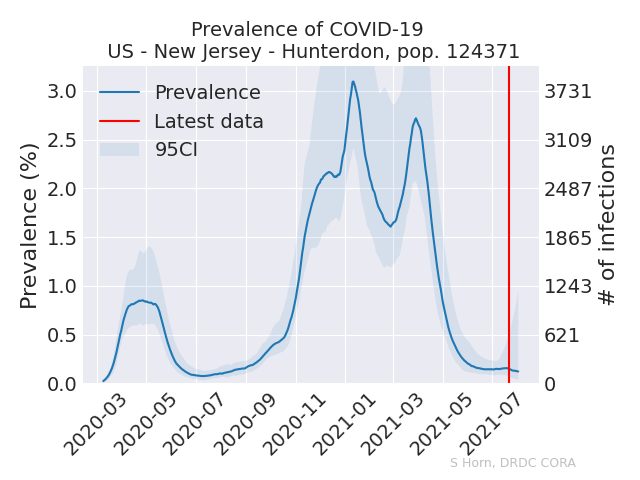 Prevalence of COVID-19
US - New Jersey - Hunterdon, pop. 124371
Prevalence
Latest data
95CI
Prevalence (%)
3.0
2.5
2.0
1.5
1.0
0.5
0.0
3731
3109
2487
1865
1243
621
0
# of infections
2020-03
2020-05
2020-07
2020-09
2020-11
2021-01
2021-03
2021-05
2021-07
S Horn, DRDC CORA